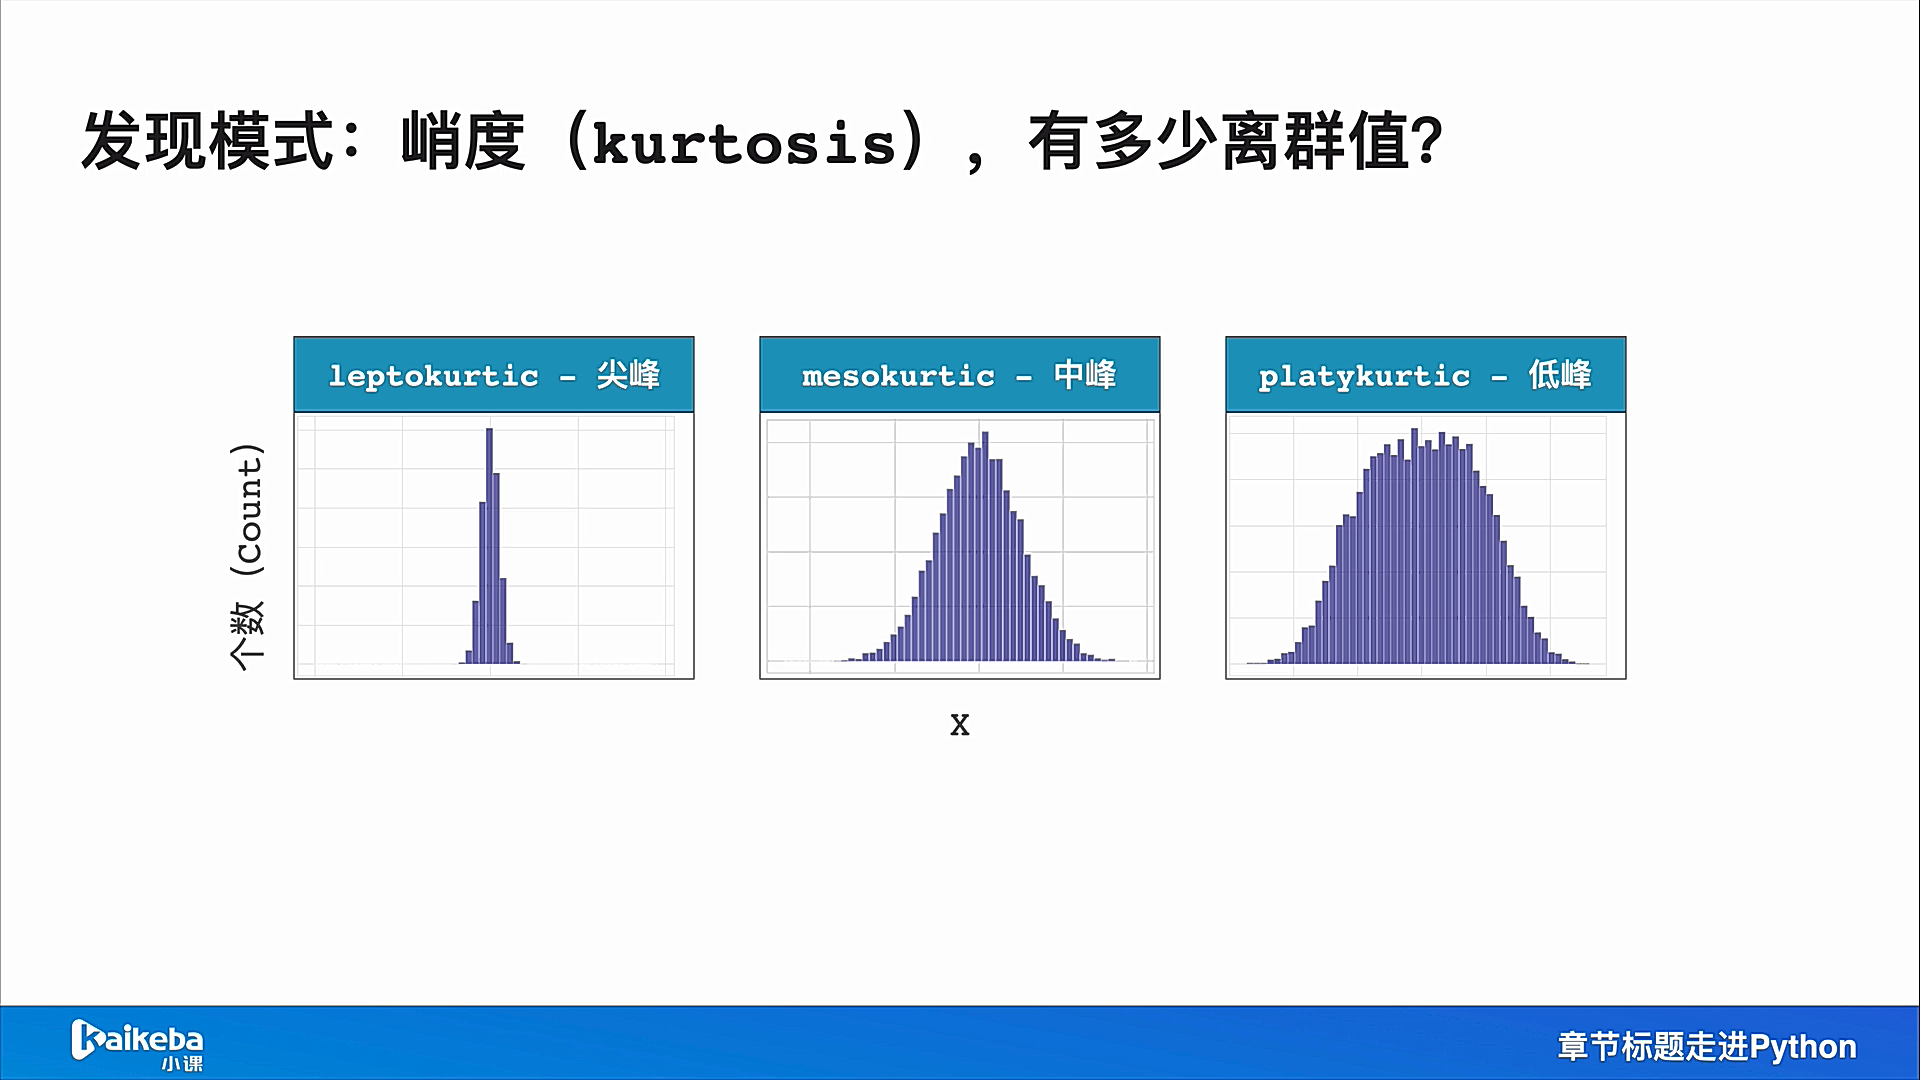 发现模式：峭度（kurtosis），有多少离群值？
leptokurtic - 尖峰
mesokurtic - 中峰
platykurtic - 低峰
个数 (Count)
X
Kaikeba
小课
章节标题走进Python